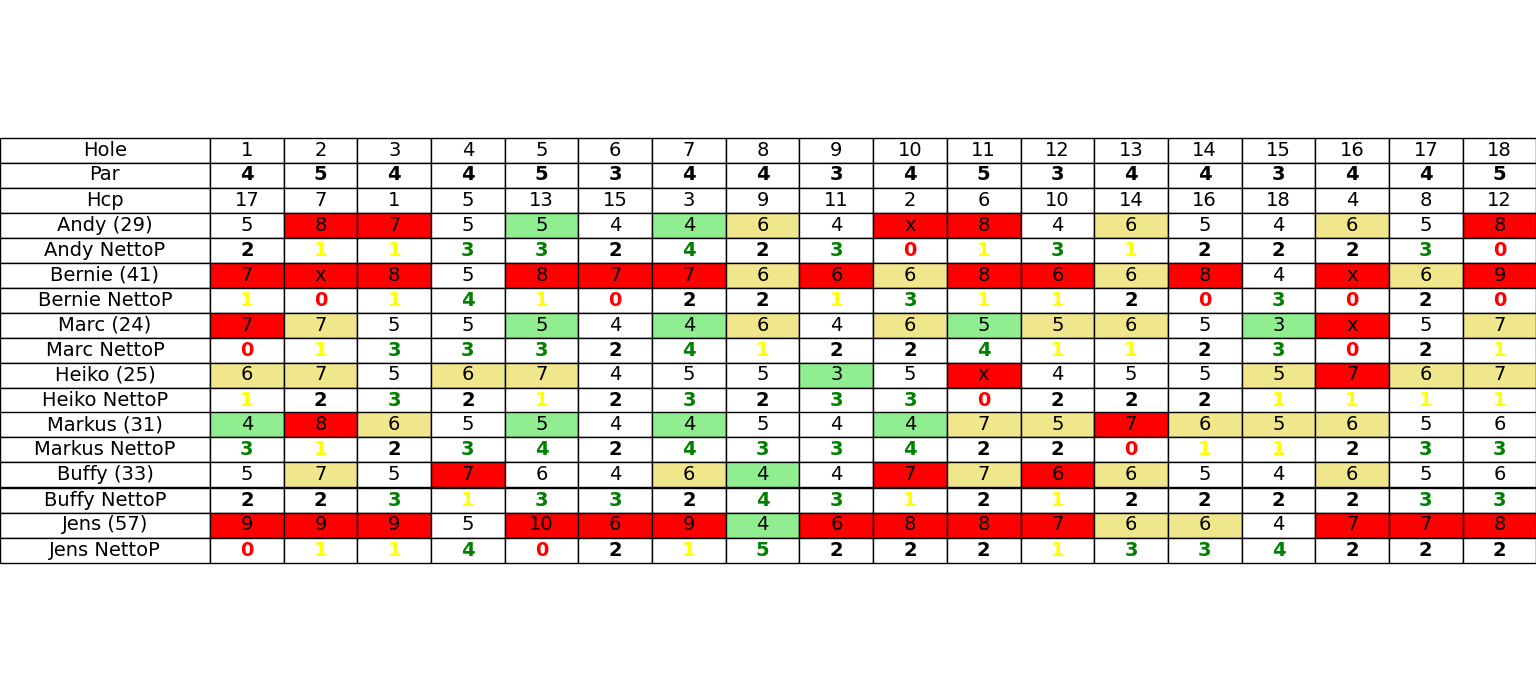 Hole 1 2 3 4 5 6 7 8 9 10 11 12 13 14 15 16 17 18
Par 4 5 4 4 5 3 4 4 3 4 5 3 4 4 3 4 4 5
Hcp 17 7 1 5 13 15 3 9 11 2 6 10 14 16 18 4 8 12
Andy (29) 5 8 7 5 5 4 4 6 4 x 8 4 6 5 4 6 5 8
Andy NettoP 2 1 1 3 3 2 4 2 3 0 1 3 1 2 2 2 3 0
Bernie (41) 7 x 8 5 8 7 7 6 6 6 8 6 6 8 4 x 6 9
Bernie NettoP 1 0 1 4 1 0 2 2 1 3 1 1 2 0 3 0 2 0
Marc (24) 7 7 5 5 5 4 4 6 4 6 5 5 6 5 3 x 5 7
Marc NettoP 0 1 3 3 3 2 4 1 2 2 4 1 1 2 3 0 2 1
Heiko (25) 6 7 5 6 7 4 5 5 3 5 x 4 5 5 5 7 6 7
Heiko NettoP 1 2 3 2 1 2 3 2 3 3 0 2 2 2 1 1 1 1
Markus (31) 4 8 6 5 5 4 4 5 4 4 7 5 7 6 5 6 5 6
Markus NettoP 3 1 2 3 4 2 4 3 3 4 2 2 0 1 1 2 3 3
Buffy (33) 5 7 5 7 6 4 6 4 4 7 7 6 6 5 4 6 5 6
Buffy NettoP 2 2 3 1 3 3 2 4 3 1 2 1 2 2 2 2 3 3
Jens (57) 9 9 9 5 10 6 9 4 6 8 8 7 6 6 4 7 7 8
Jens NettoP 0 1 1 4 0 2 1 5 2 2 2 1 3 3 4 2 2 2